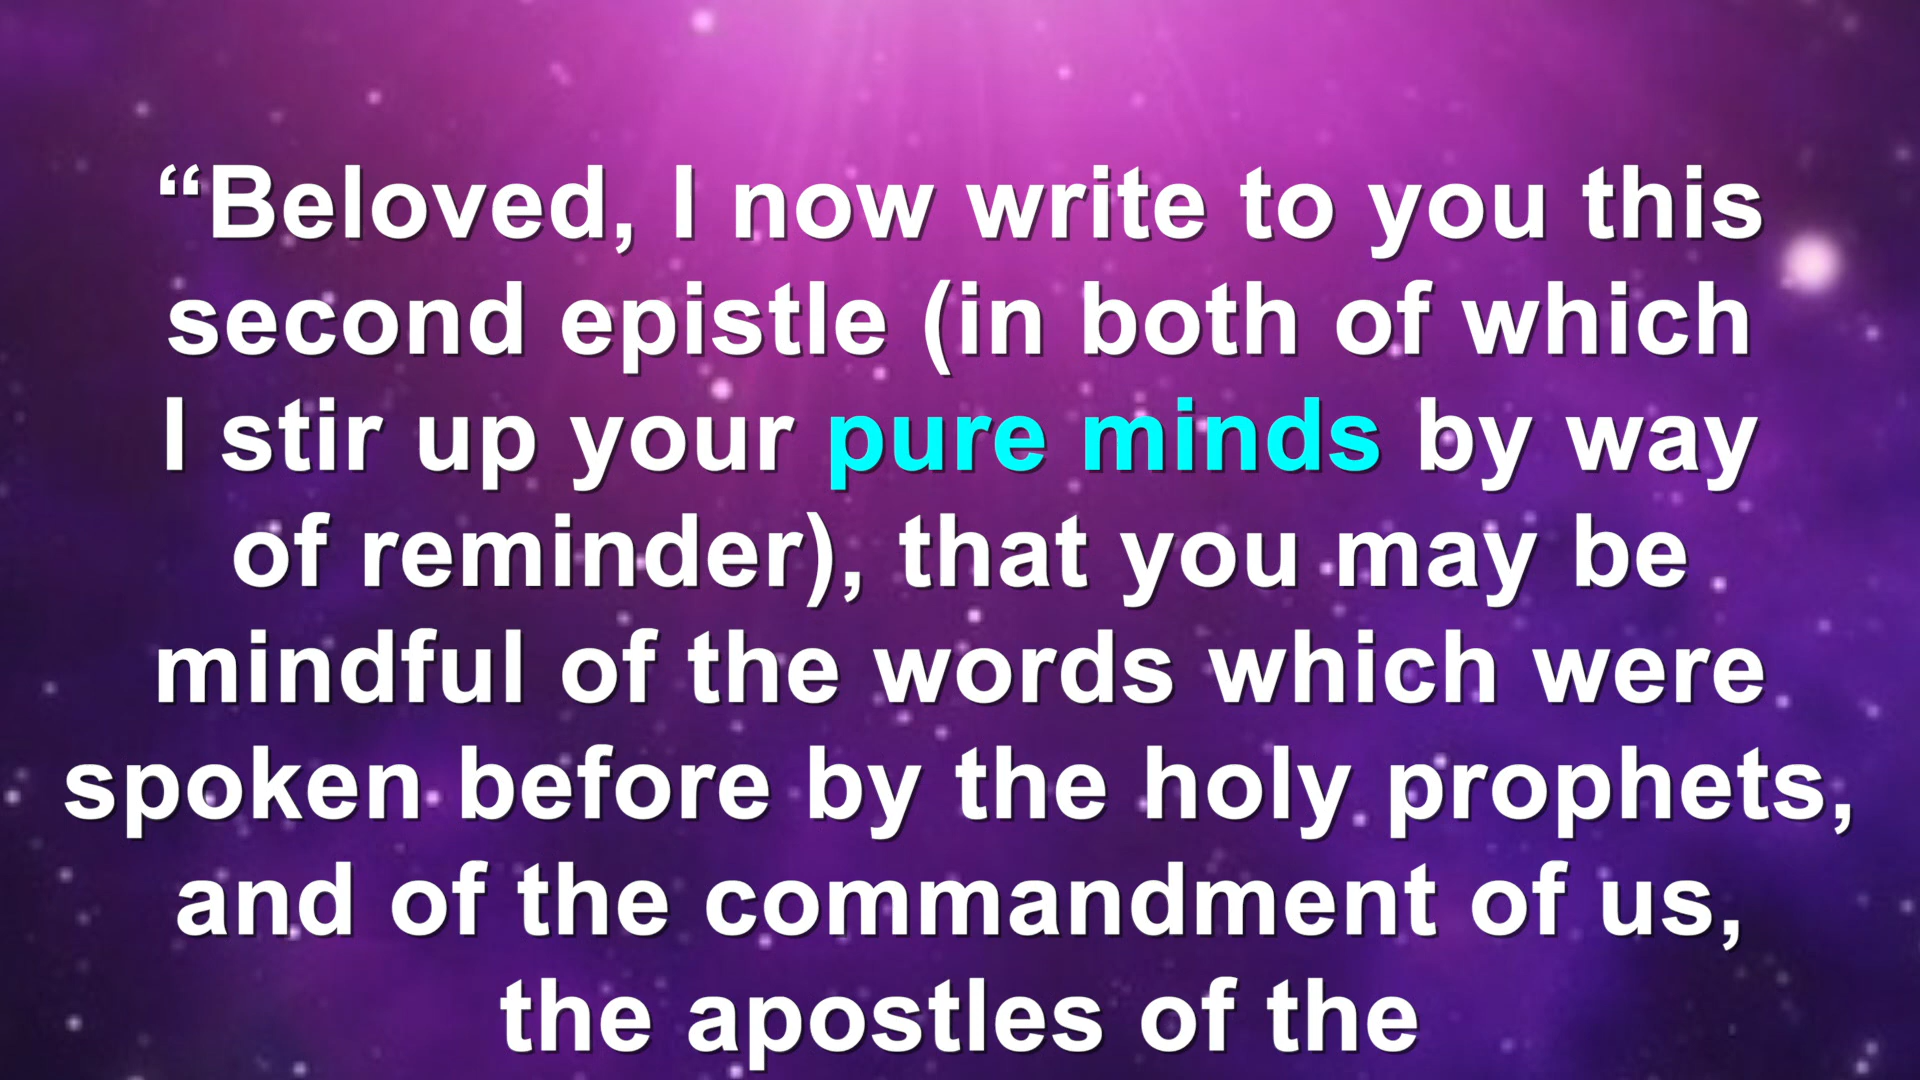 “Beloved, I now write to you this
second epistle (in both of which
I stir up your pure minds by way
of reminder), that you may be
mindful of the words which were
spoken before by the holy prophets,
and of the commandment of us,
the apostles of the